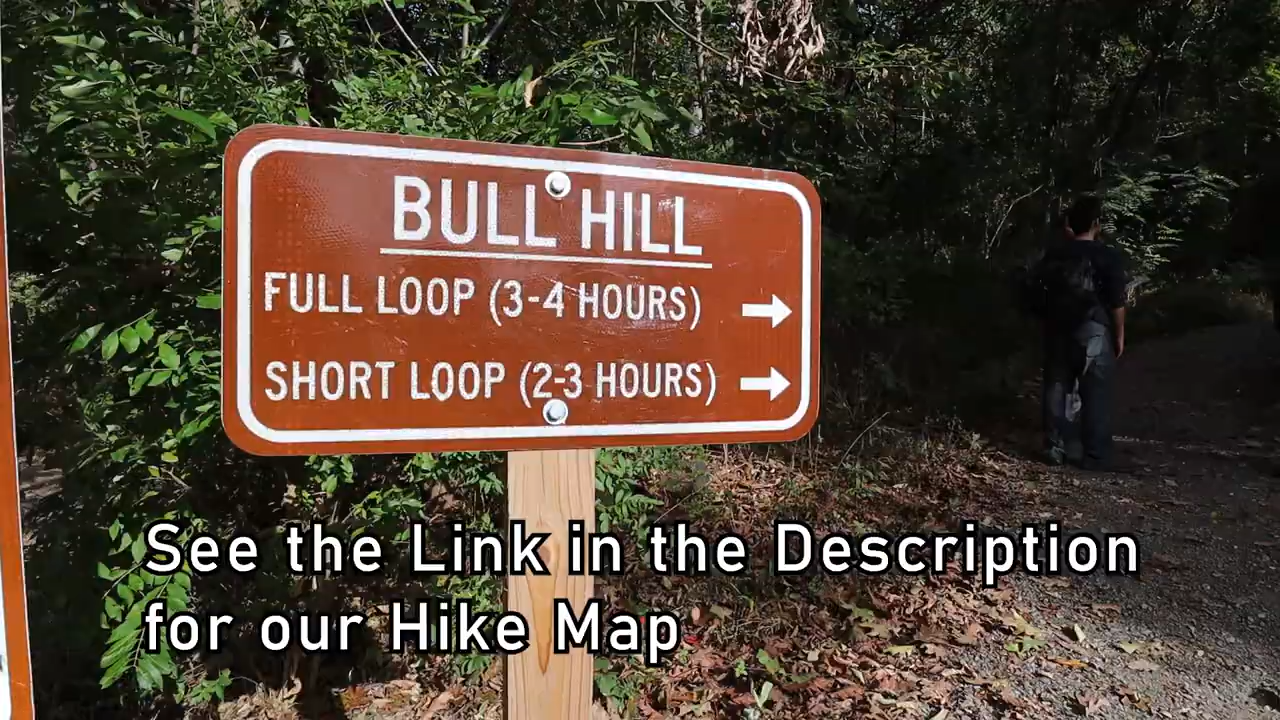 BULL HILL
FULL LOOP (3-4 HOURS)
SHORT LOOP (2-3 HOURS)
See the Link in the Description
for our Hike Map